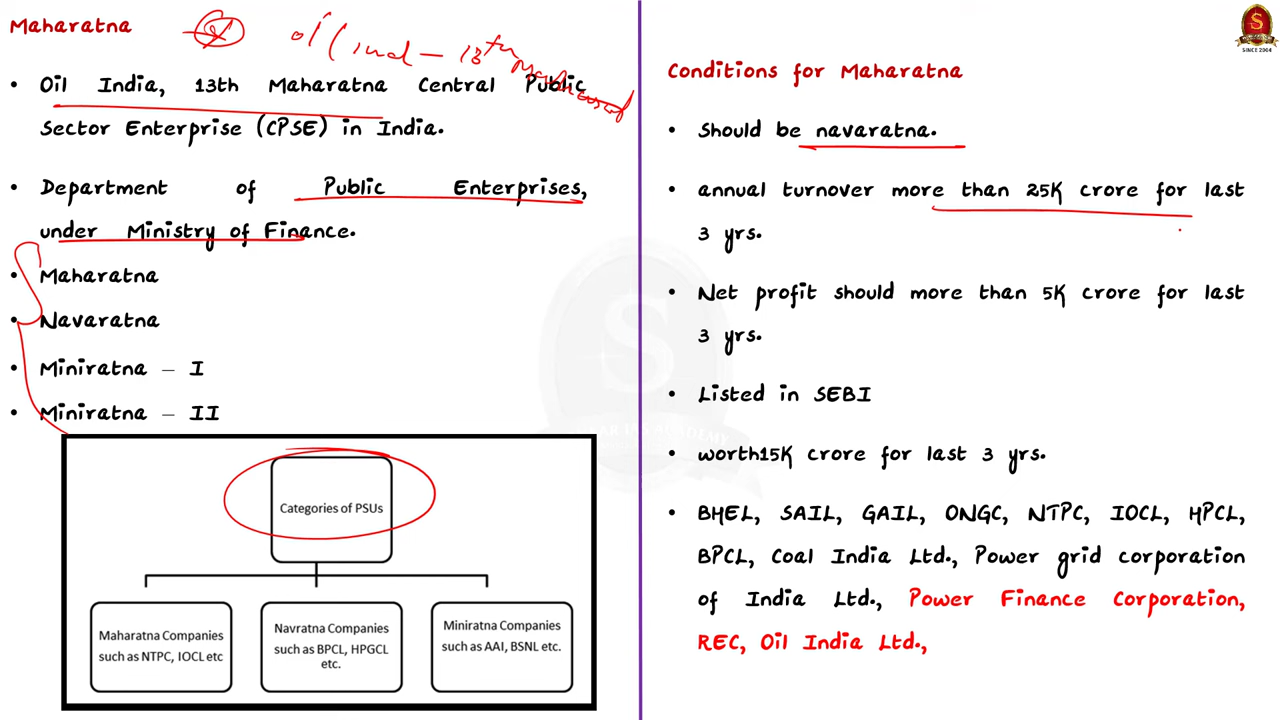 Maharatna
oil ind – 13th
• Oil India, 13th Maharatna Central Public
Sector Enterprise (CPSE) in India.
• Department of Public Enterprises,
under Ministry of Finance.
• Maharatna
• Navaratna
• Miniratna – I
• Miniratna – II
Categories of PSUs
Maharatna Companies
such as NTPC, IOCL etc
Navratna Companies
such as BPCL, HPGCL
etc.
Miniratna Companies
such as AAI, BSNL etc.
S
SINCE 2004
Conditions for Maharatna
• Should be navaratna.
• annual turnover more than 25K crore for last
3 yrs.
• Net profit should more than 5K crore for last
3 yrs.
• Listed in SEBI
• worth15K crore for last 3 yrs.
• BHEL, SAIL, GAIL, ONGC, NTPC, IOCL, HPCL,
BPCL, Coal India Ltd., Power grid corporation
of India Ltd., Power Finance Corporation,
REC, Oil India Ltd.,